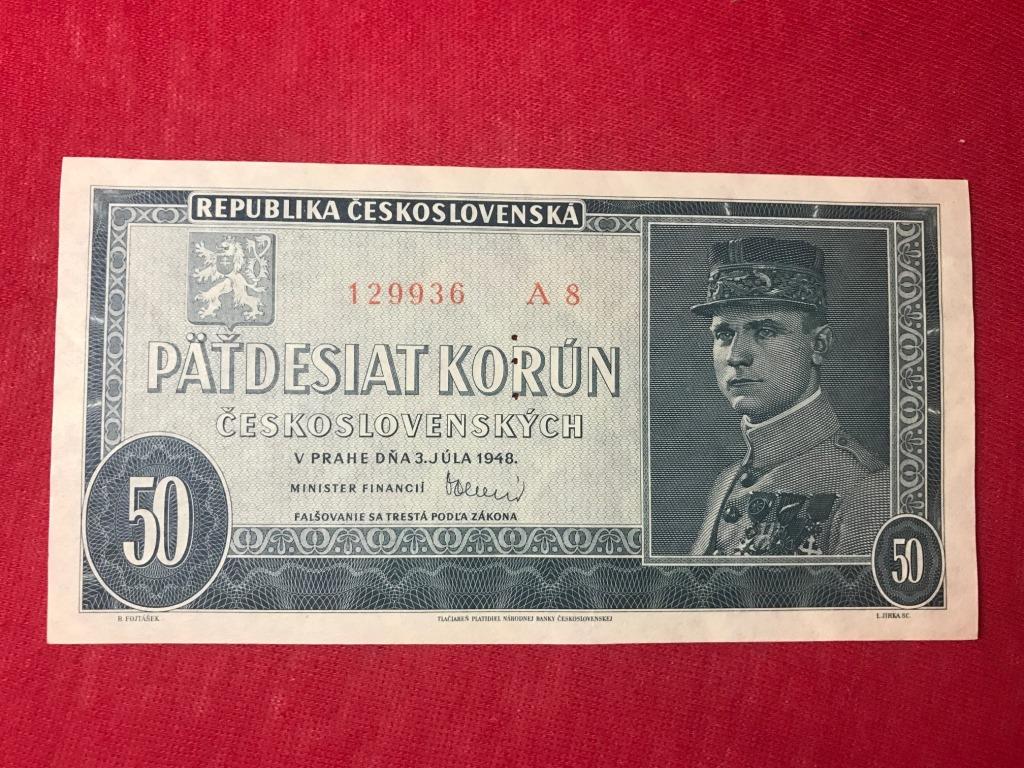 REPUBLIKA ČESKOSLOVENSKÁ
129936 A 8
PÄŤDESIAT KORÚN
ČESKOSLOVENSKÝCH
V PRAHE DŇA 3. JÚLA 1948.
MINISTER FINANCIÍ
FALŠOVANIE SA TRESTÁ PODĽA ZÁKONA
50
50
B. FOJTÁŠEK
TLAČIAREŇ PLATIDIEL NÁRODNEJ BANKY ČESKOSLOVENSKEJ
L. JIRKA SC.